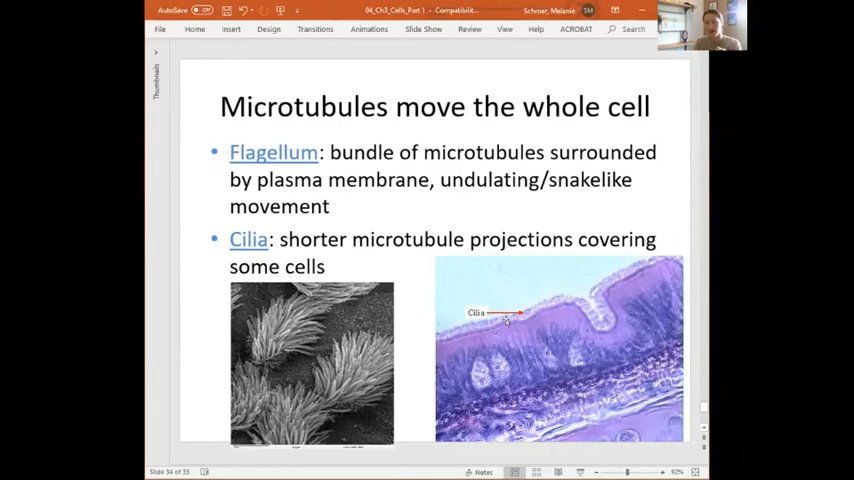 AutoSave Off 04_Ch3_Cells_Part 1 - Compatibilit... Schroer, Melanie SM
File Home Insert Design Transitions Animations Slide Show Review View Help ACROBAT Search
Thumbnails
Microtubules move the whole cell
• Flagellum: bundle of microtubules surrounded
by plasma membrane, undulating/snakelike
movement
• Cilia: shorter microtubule projections covering
some cells
Cilia
Slide 34 of 35 Notes 92%